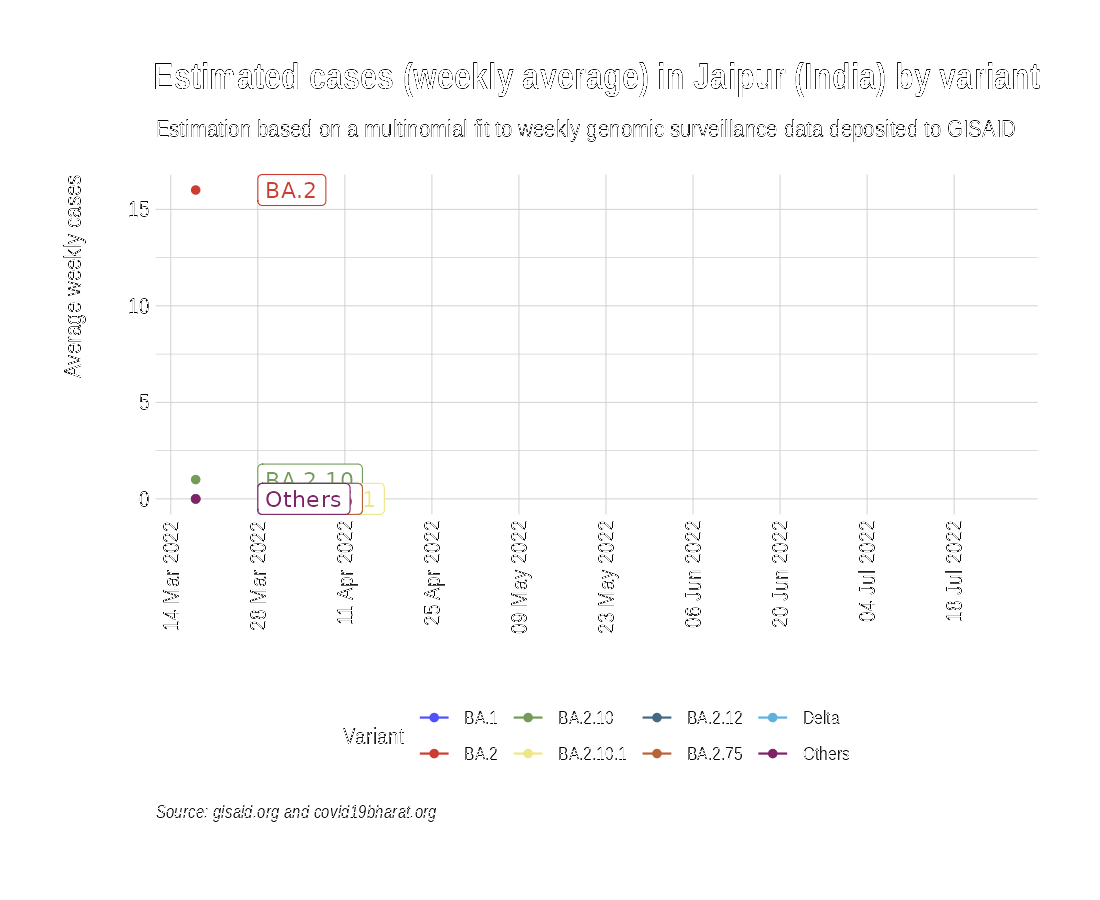 Estimated cases (weekly average) in Jaipur (India) by variant
Estimation based on a multinomial fit to weekly genomic surveillance data deposited to GISAID
Average weekly cases
15
10
5
0
BA.2
BA.2.10
Others
1
14 Mar 2022
28 Mar 2022
11 Apr 2022
25 Apr 2022
09 May 2022
23 May 2022
06 Jun 2022
20 Jun 2022
04 Jul 2022
18 Jul 2022
Variant
BA.1
BA.2.10
BA.2.12
Delta
BA.2
BA.2.10.1
BA.2.75
Others
Source: gisaid.org and covid19bharat.org